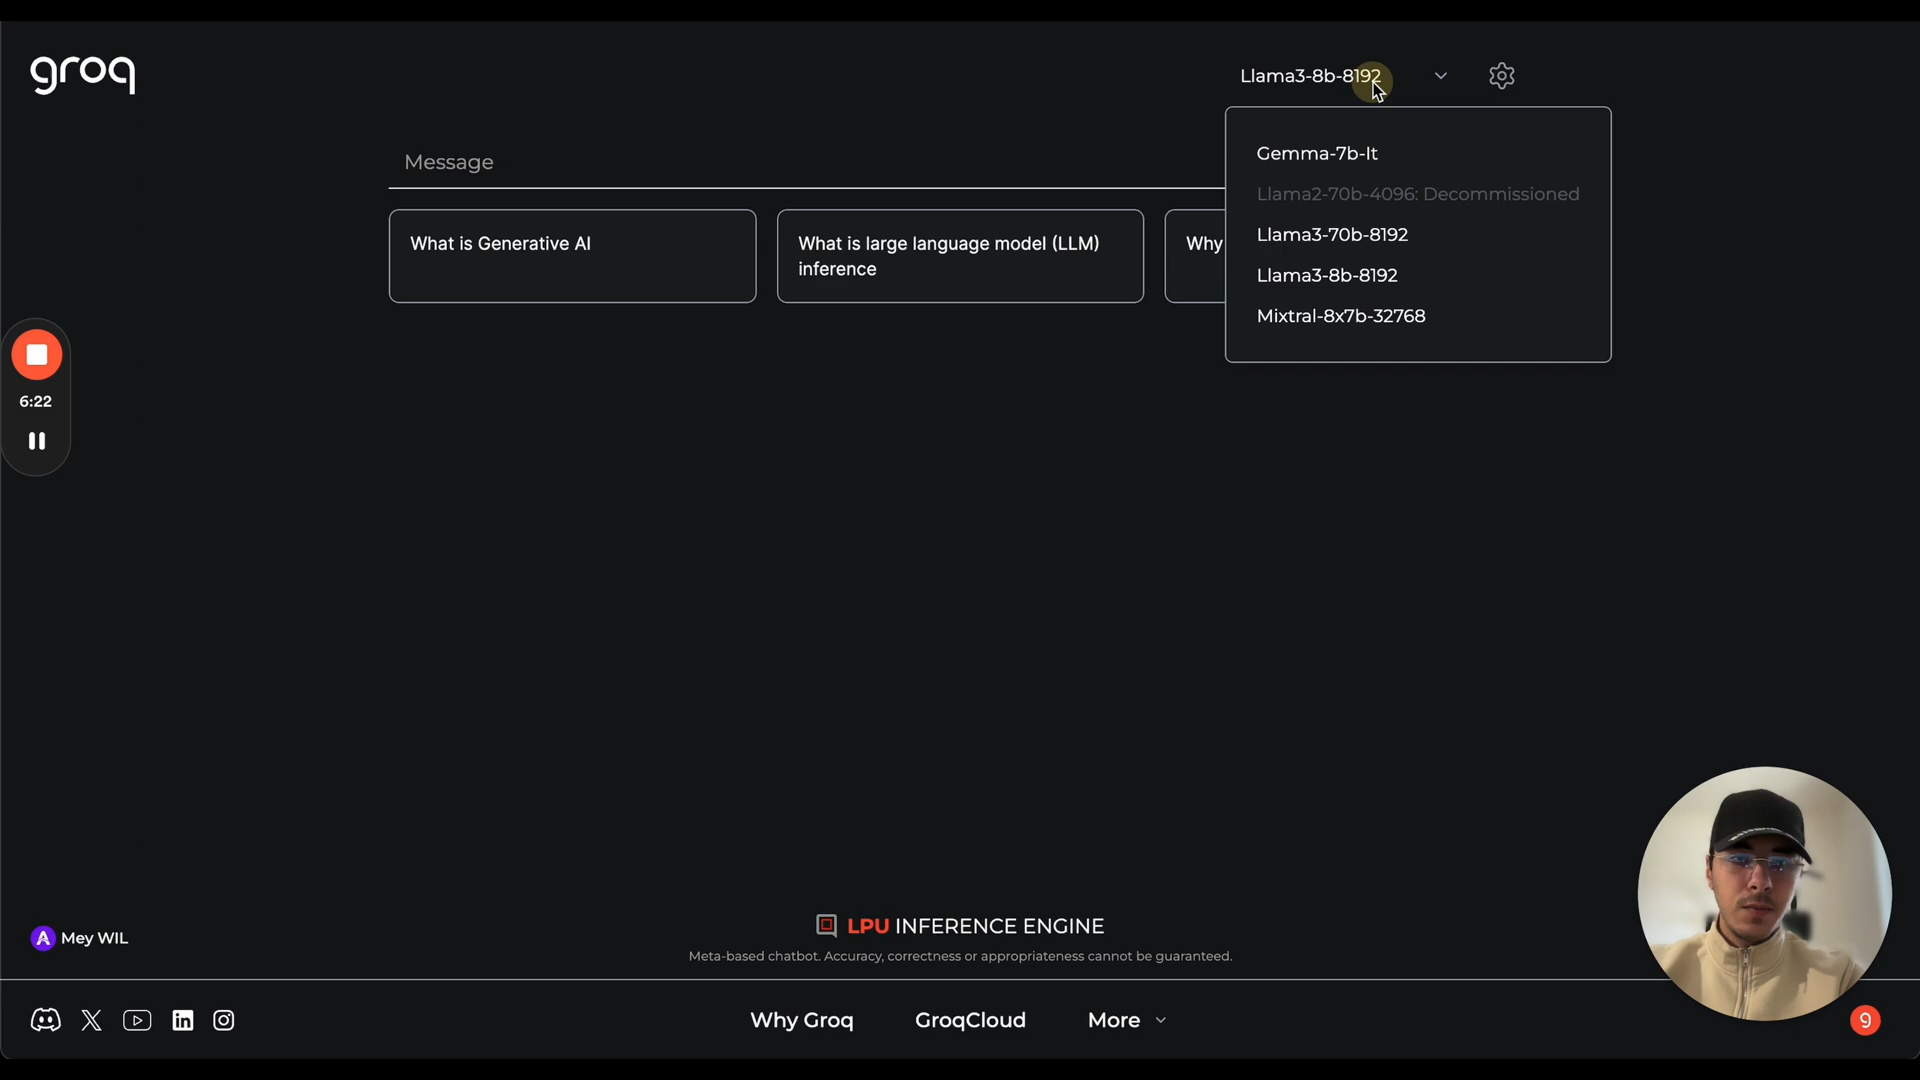 groq
Llama3-8b-8192
Message
Gemma-7b-It
Llama2-70b-4096: Decommissioned
Llama3-70b-8192
Llama3-8b-8192
Mixtral-8x7b-32768
What is Generative AI
What is large language model (LLM)
inference
Why
6:22
A Mey WIL
LPU INFERENCE ENGINE
Meta-based chatbot. Accuracy, correctness or appropriateness cannot be guaranteed.
Why Groq
GroqCloud
More